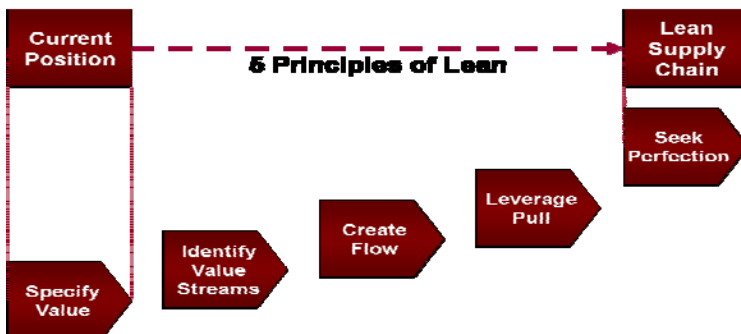 Current
Position
5 Principles of Lean
Lean
Supply
Chain
Seek
Perfection
Leverage
Pull
Create
Flow
Identify
Value
Streams
Specify
Value